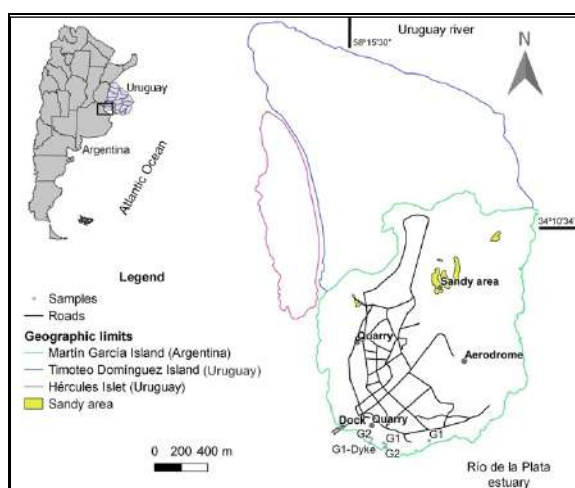 Uruguay river
58°15'30"
N
Uruguay
Argentina
Atlantic Ocean
34°10'34"
Legend
Samples
Roads
Geographic limits
Martín García Island (Argentina)
Timoteo Domínguez Island (Uruguay)
Hércules Islet (Uruguay)
Sandy area
0 200 400 m
Sandy area
Quarry
Aerodrome
Dock
Quarry
G2
G1
G1
G1-Dyke
G2
Río de la Plata
estuary